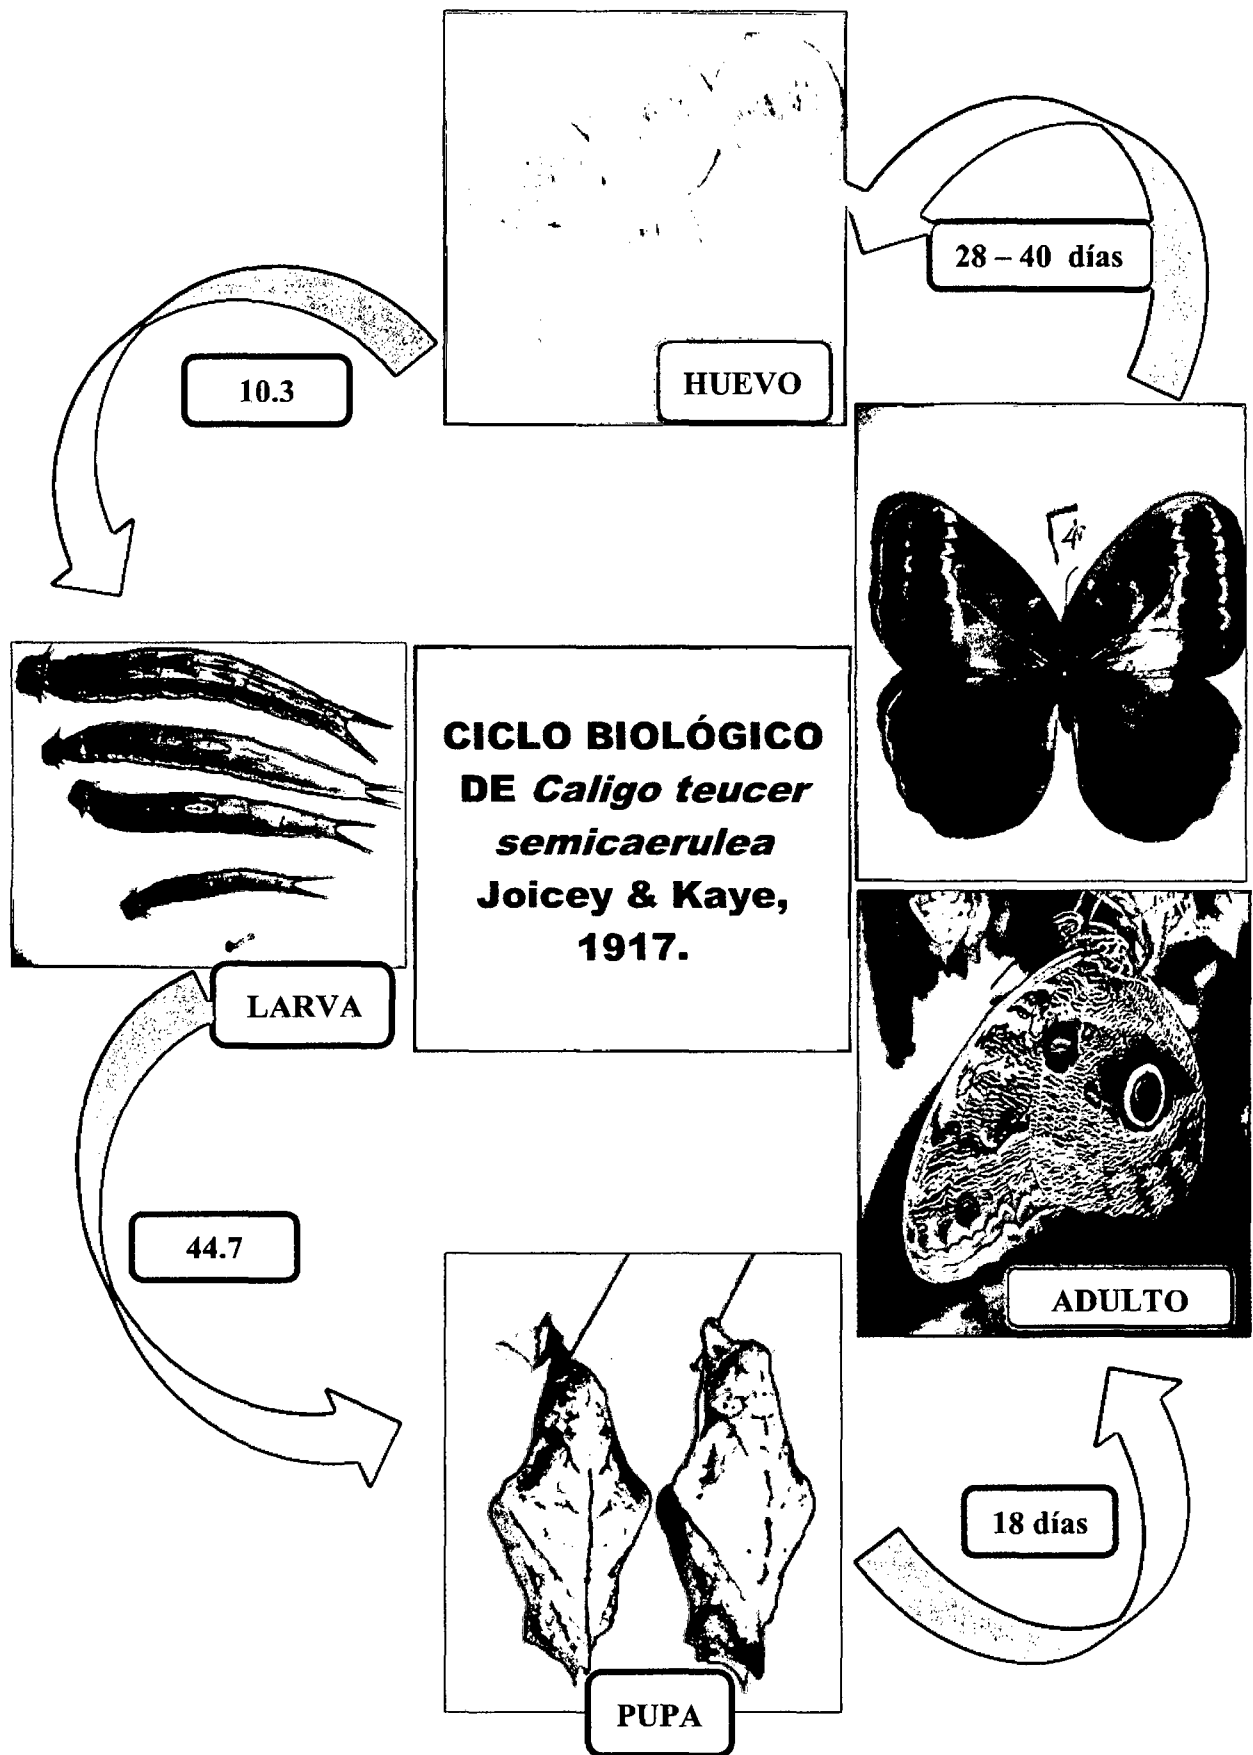 28 – 40 días
10.3
HUEVO
CICLO BIOLÓGICO
DE Caligo teucer
semicaerulea
Joicey & Kaye,
1917.
LARVA
44.7
ADULTO
18 días
PUPA